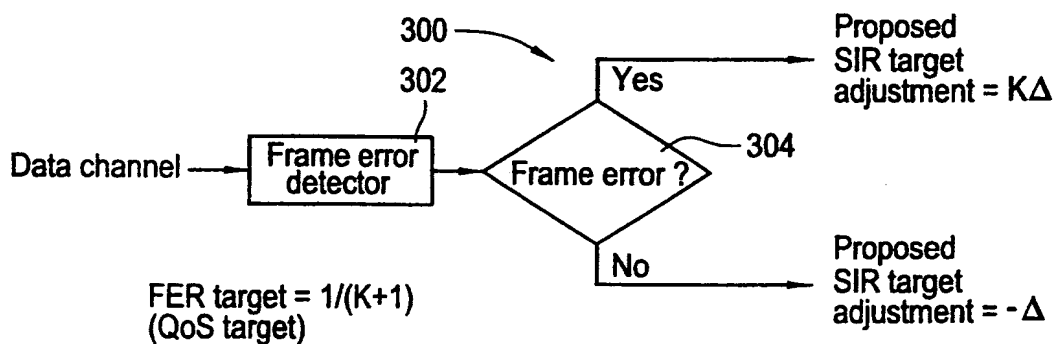 300
302
Data channel
Frame error
detector
Frame error ?
304
Yes
Proposed
SIR target
adjustment = KΔ
No
Proposed
SIR target
adjustment = -Δ
FER target = 1/(K+1)
(QoS target)